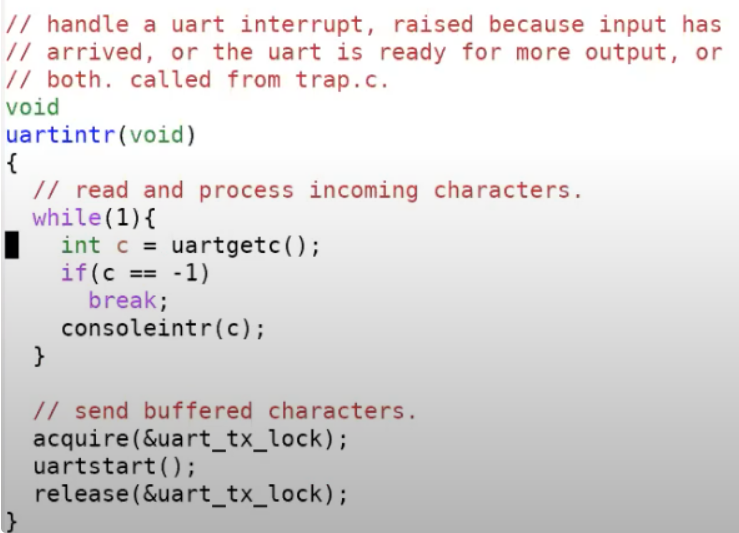 // handle a uart interrupt, raised because input has
// arrived, or the uart is ready for more output, or
// both. called from trap.c.
void
uartintr(void)
{
  // read and process incoming characters.
  while(1){
    int c = uartgetc();
    if(c == -1)
      break;
    consoleintr(c);
  }

  // send buffered characters.
  acquire(&uart_tx_lock);
  uartstart();
  release(&uart_tx_lock);
}